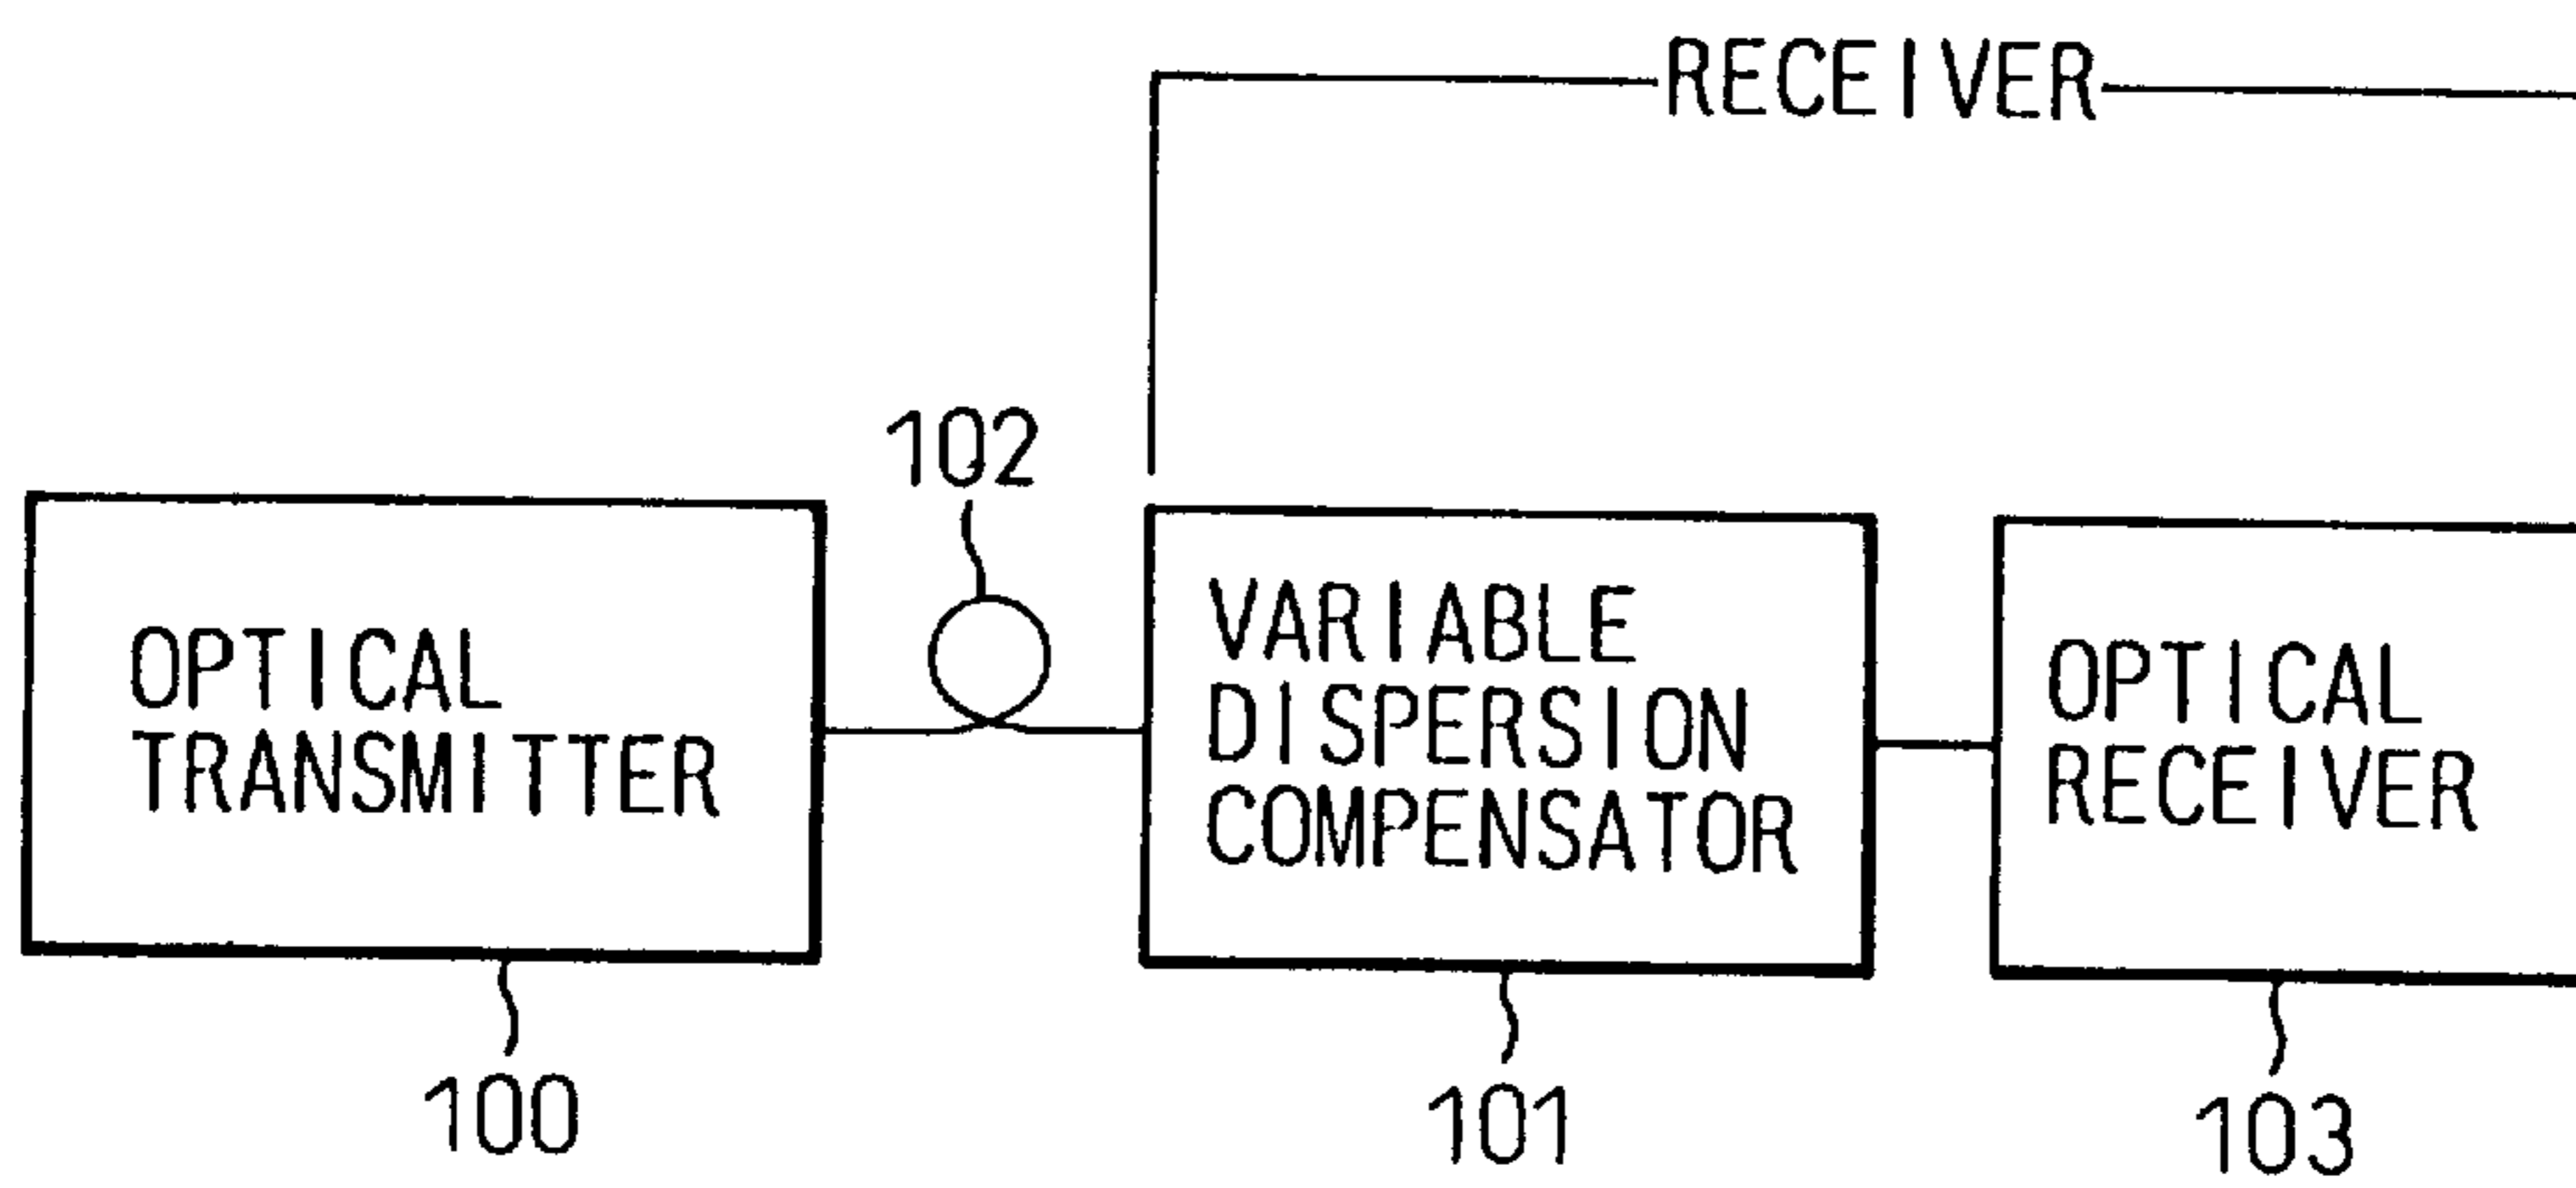 RECEIVER
102
OPTICAL
TRANSMITTER
VARIABLE
DISPERSION
COMPENSATOR
OPTICAL
RECEIVER
100
101
103